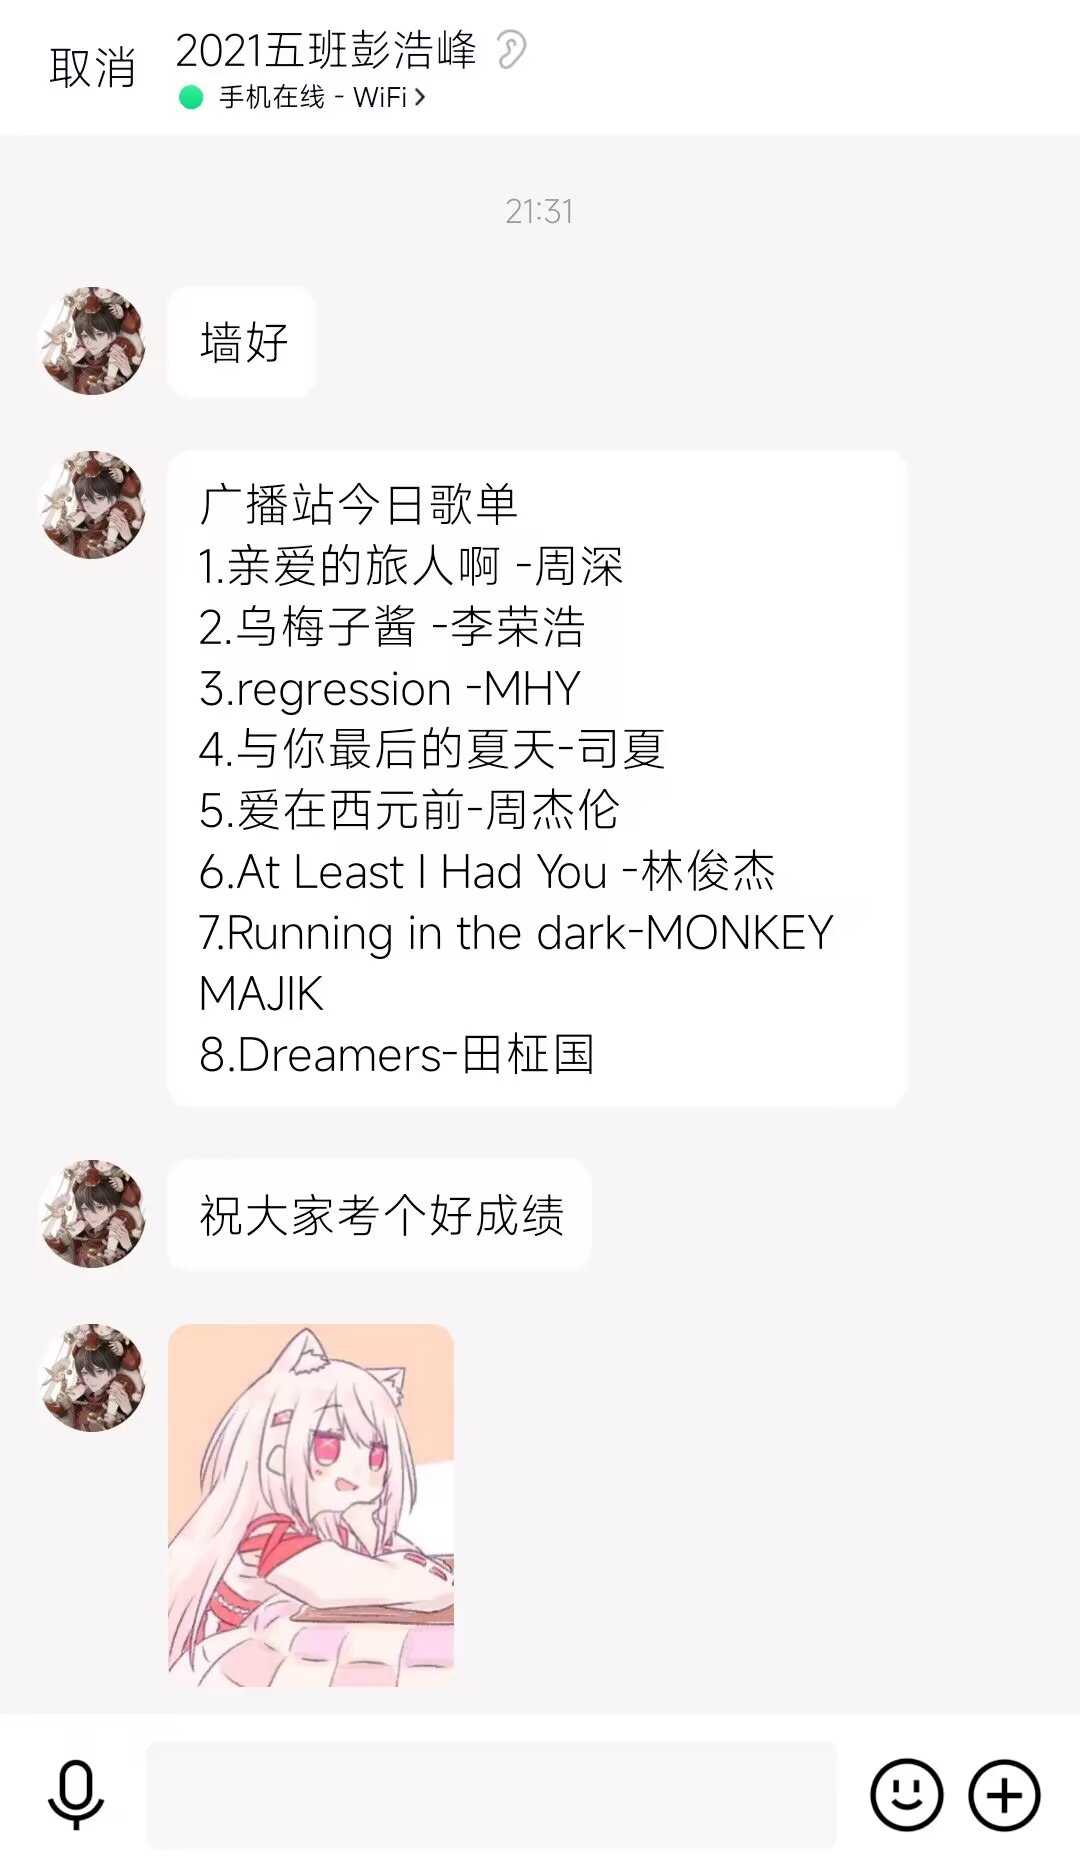 取消
2021五班彭浩峰
手机在线 - WiFi
21:31
墙好
广播站今日歌单
1.亲爱的旅人啊 -周深
2.乌梅子酱 -李荣浩
3.regression -MHY
4.与你最后的夏天-司夏
5.爱在西元前-周杰伦
6.At Least I Had You -林俊杰
7.Running in the dark-MONKEY
MAJIK
8.Dreamers-田柾国
祝大家考个好成绩